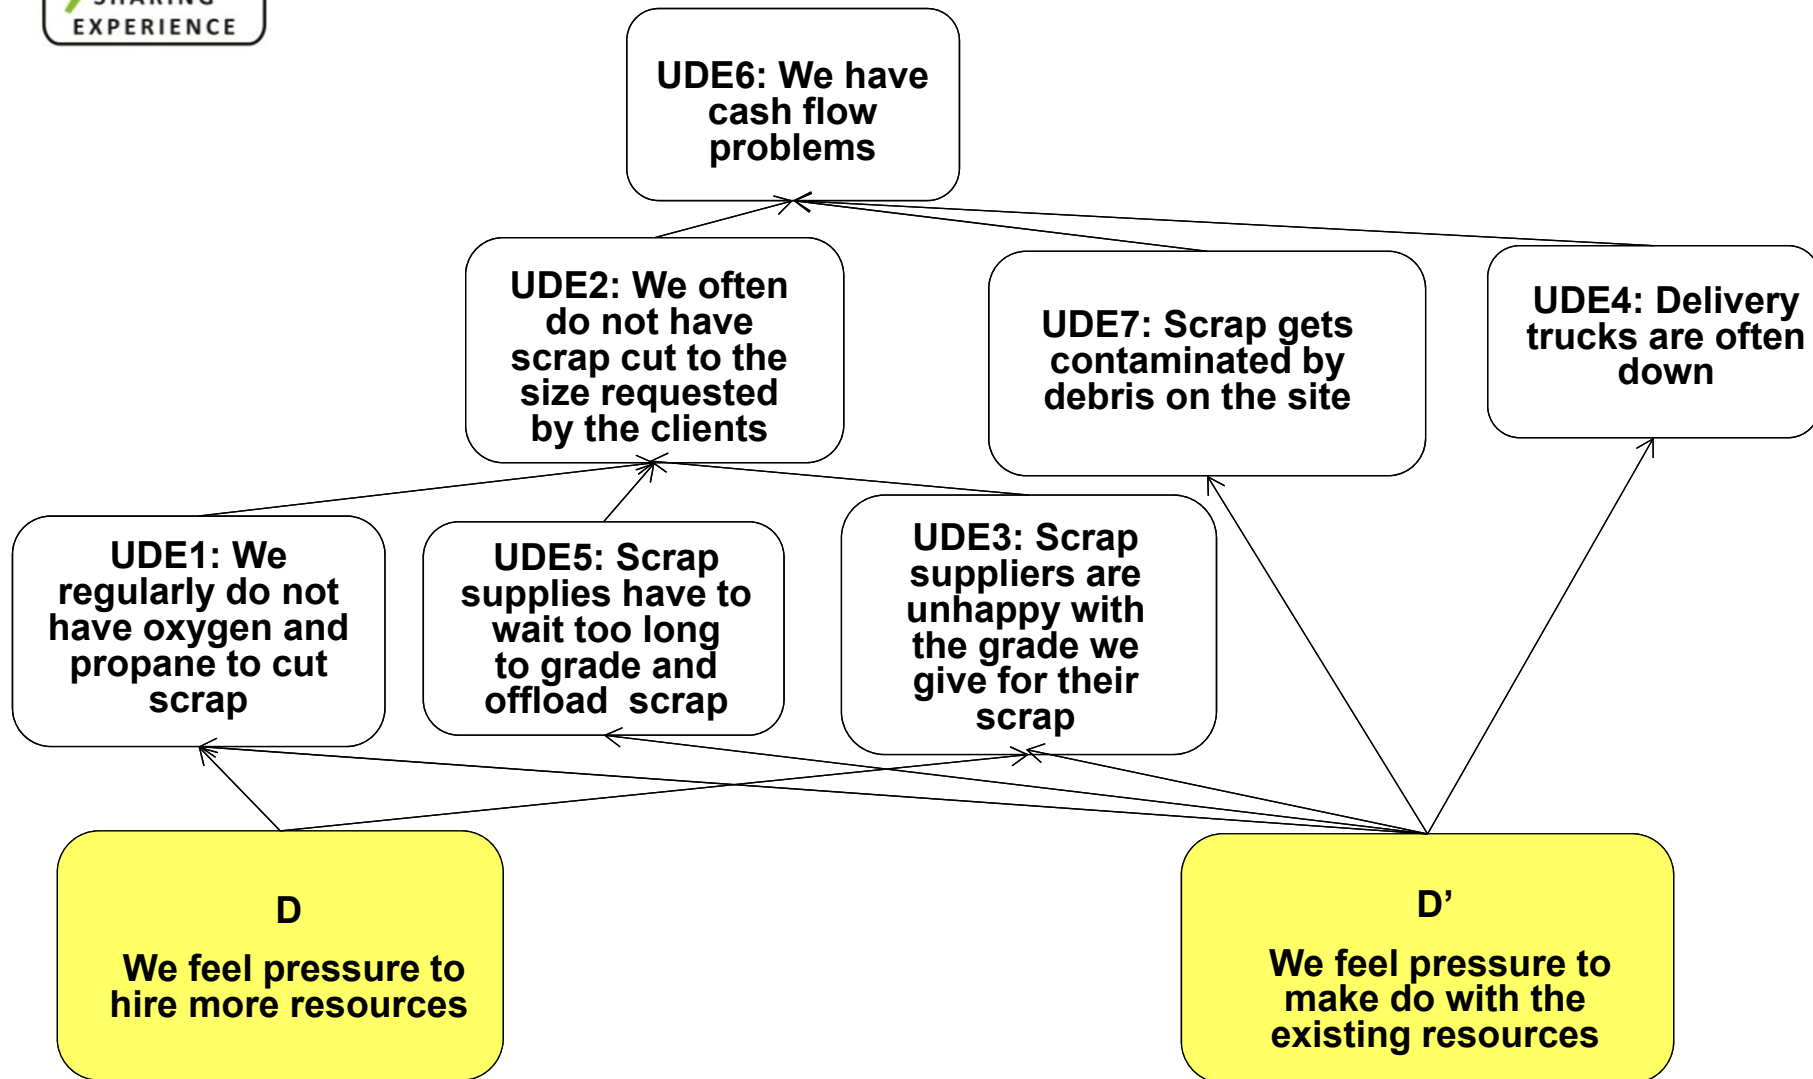 SHARING
EXPERIENCE
UDE6: We have
cash flow
problems
UDE2: We often
do not have
scrap cut to the
size requested
by the clients
UDE7: Scrap gets
contaminated by
debris on the site
UDE4: Delivery
trucks are often
down
UDE1: We
regularly do not
have oxygen and
propane to cut
scrap
UDE5: Scrap
supplies have to
wait too long
to grade and
offload  scrap
UDE3: Scrap
suppliers are
unhappy with
the grade we
give for their
scrap
D
We feel pressure to
hire more resources
D’
We feel pressure to
make do with the
existing resources